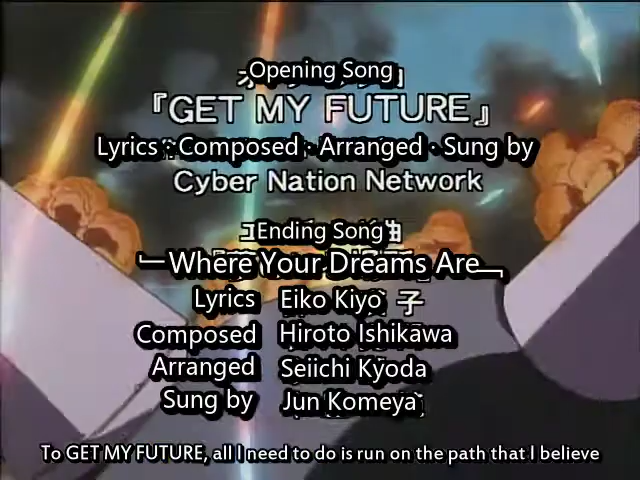 Opening Song
『GET MY FUTURE』
Lyrics · Composed · Arranged · Sung by
Cyber Nation Network
Ending Song
Where Your Dreams Are
Lyrics Eiko Kiyo 子
Composed Hiroto Ishikawa
Arranged Seiichi Kyoda
Sung by Jun Komeya
To GET MY FUTURE, all I need to do is run on the path that I believe